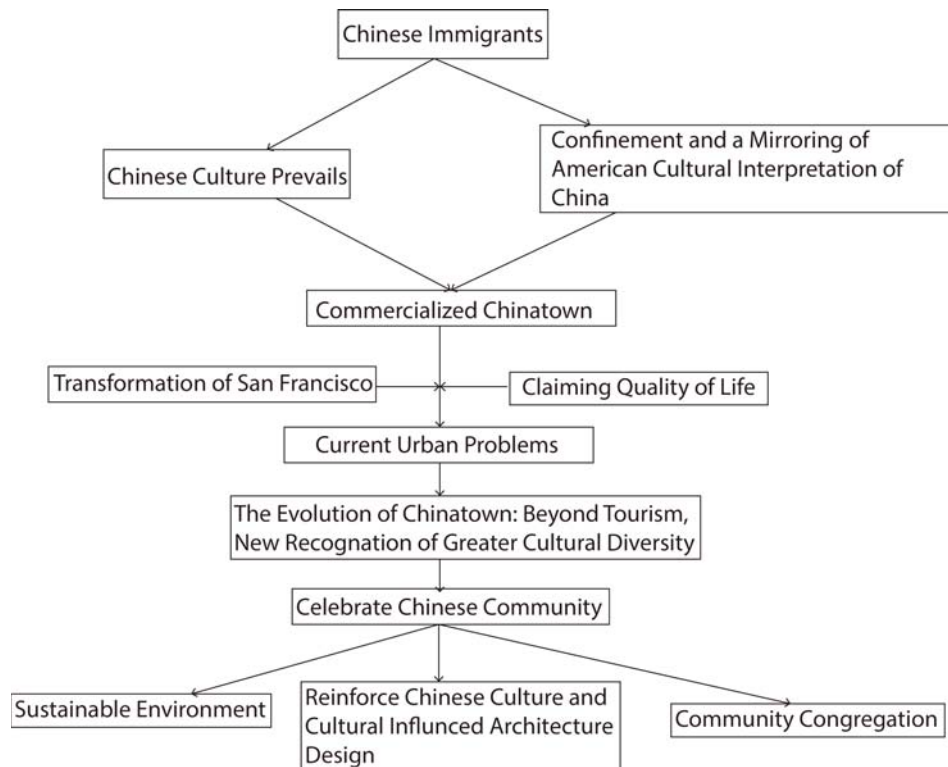 Chinese Immigrants
Chinese Culture Prevails
Confinement and a Mirroring of
American Cultural Interpretation of
China
Commercialized Chinatown
Transformation of San Francisco
Claiming Quality of Life
Current Urban Problems
The Evolution of Chinatown: Beyond Tourism,
New Recognation of Greater Cultural Diversity
Celebrate Chinese Community
Sustainable Environment
Reinforce Chinese Culture and
Cultural Influnced Architecture
Design
Community Congregation